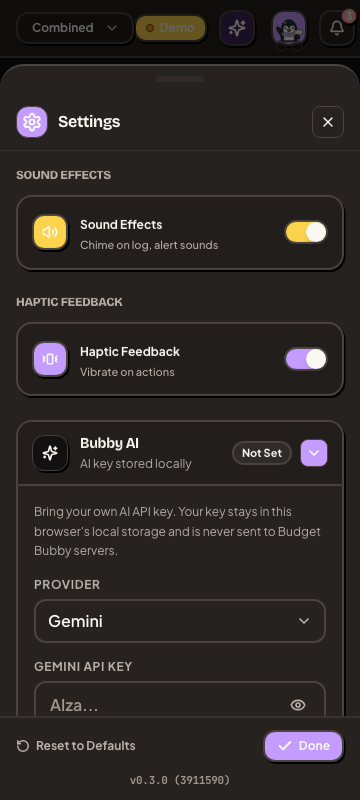 Combined
Demo
3
Settings
SOUND EFFECTS
Sound Effects
Chime on log, alert sounds
HAPTIC FEEDBACK
Haptic Feedback
Vibrate on actions
Bubby AI
AI key stored locally
Not Set
Bring your own AI API key. Your key stays in this
browser's local storage and is never sent to Budget
Bubby servers.
PROVIDER
Gemini
GEMINI API KEY
AIza...
Reset to Defaults
Done
v0.3.0 (3911590)